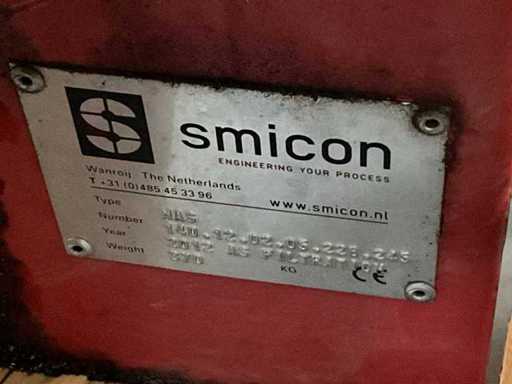 smicon
ENGINEERING YOUR PROCESS
Wanroij The Netherlands
T +31 (0)485 45 33 96
www.smicon.nl
Type
Number
Year 2012
Weight KG CE